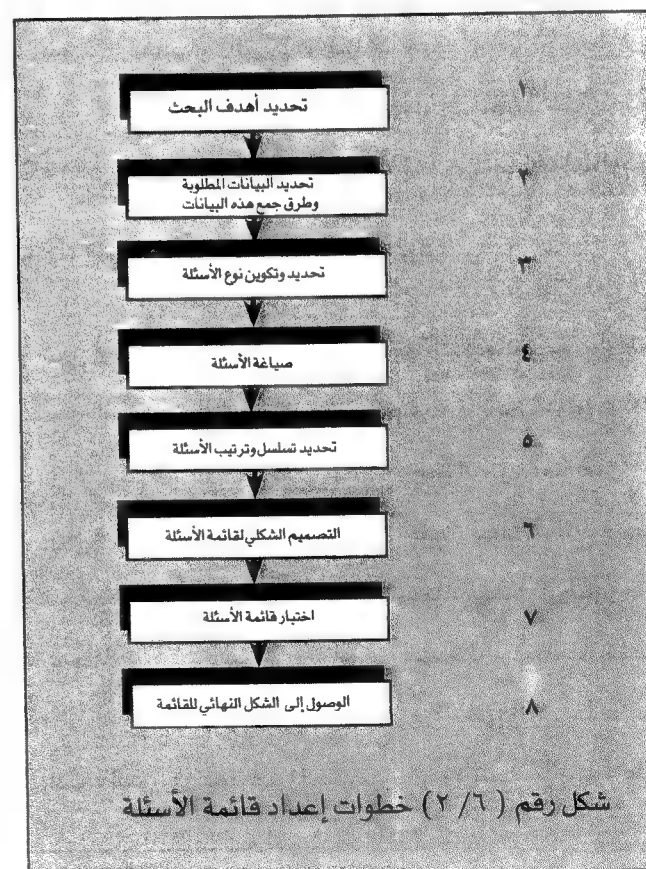 ١
تحديد أهدف البحث
٢
تحديد البيانات المطلوبة
وطرق جمع هذه البيانات
٣
تحديد وتكوين نوع الأسئلة
٤
صياغة الأسئلة
٥
تحديد تسلسل وترتيب الأسئلة
٦
التصميم الشكلي لقائمة الأسئلة
٧
اختبار قائمة الأسئلة
٨
الوصول إلى الشكل النهائي للقائمة
شكل رقم ( ٦/ ٢ ) خطوات إعداد قائمة الأسئلة